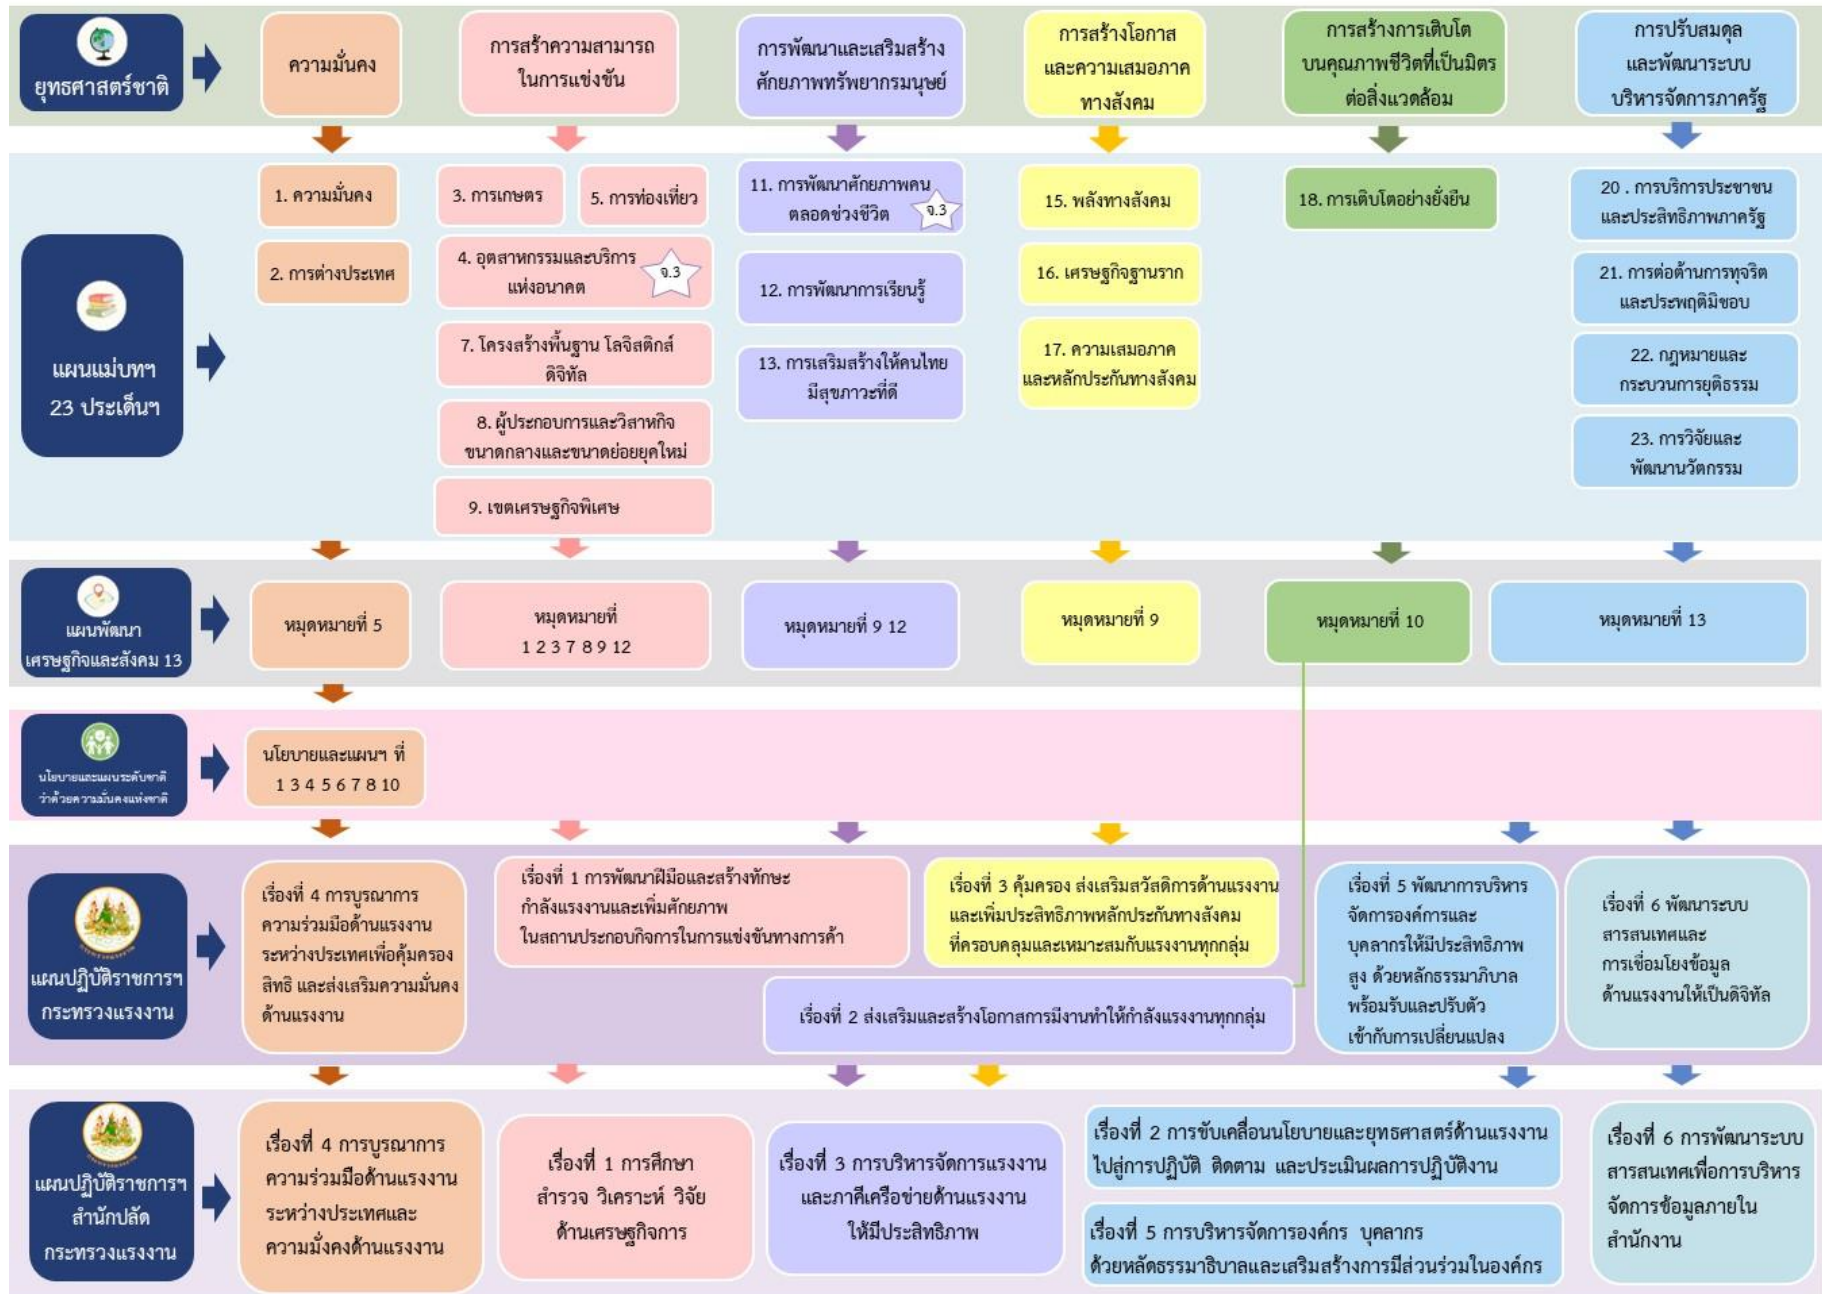 ยุทธศาสตร์ชาติ
ความมั่นคง
การสร้าความสามารถ
ในการแข่งขัน
การพัฒนาและเสริมสร้าง
ศักยภาพทรัพยากรมนุษย์
การสร้างโอกาส
และความเสมอภาค
ทางสังคม
การสร้างการเติบโต
บนคุณภาพชีวิตที่เป็นมิตร
ต่อสิ่งแวดล้อม
การปรับสมดุล
และพัฒนาระบบ
บริหารจัดการภาครัฐ
แผนแม่บทฯ
23 ประเด็นฯ
1. ความมั่นคง
2. การต่างประเทศ
3. การเกษตร
5. การท่องเที่ยว
4. อุตสาหกรรมและบริการ
แห่งอนาคต
จ.3
7. โครงสร้างพื้นฐาน โลจิสติกส์
ดิจิทัล
8. ผู้ประกอบการและวิสาหกิจ
ขนาดกลางและขนาดย่อยยุคใหม่
9. เขตเศรษฐกิจพิเศษ
11. การพัฒนาศักยภาพคน
ตลอดช่วงชีวิต
จ.3
12. การพัฒนาการเรียนรู้
13. การเสริมสร้างให้คนไทย
มีสุขภาวะที่ดี
15. พลังทางสังคม
16. เศรษฐกิจฐานราก
17. ความเสมอภาค
และหลักประกันทางสังคม
18. การเติบโตอย่างยั่งยืน
20 . การบริการประชาชน
และประสิทธิภาพภาครัฐ
21. การต่อต้านการทุจริต
และประพฤติมิชอบ
22. กฎหมายและ
กระบวนการยุติธรรม
23. การวิจัยและ
พัฒนานวัตกรรม
แผนพัฒนา
เศรษฐกิจและสังคม 13
หมุดหมายที่ 5
หมุดหมายที่
1 2 3 7 8 9 12
หมุดหมายที่ 9 12
หมุดหมายที่ 9
หมุดหมายที่ 10
หมุดหมายที่ 13
นโยบายและแผนระดับชาติ
ว่าด้วยความมั่นคงแห่งชาติ
นโยบายและแผนฯ ที่
1 3 4 5 6 7 8 10
แผนปฏิบัติราชการฯ
กระทรวงแรงงาน
เรื่องที่ 4 การบูรณาการ
ความร่วมมือด้านแรงงาน
ระหว่างประเทศเพื่อคุ้มครอง
สิทธิ และส่งเสริมความมั่นคง
ด้านแรงงาน
เรื่องที่ 1 การพัฒนาฝีมือและสร้างทักษะ
กำลังแรงงานและเพิ่มศักยภาพ
ในสถานประกอบกิจการในการแข่งขันทางการค้า
เรื่องที่ 3 คุ้มครอง ส่งเสริมสวัสดิการด้านแรงงาน
และเพิ่มประสิทธิภาพหลักประกันทางสังคม
ที่ครอบคลุมและเหมาะสมกับแรงงานทุกกลุ่ม
เรื่องที่ 2 ส่งเสริมและสร้างโอกาสการมีงานทำให้กำลังแรงงานทุกกลุ่ม
เรื่องที่ 5 พัฒนาการบริหาร
จัดการองค์การและ
บุคลากรให้มีประสิทธิภาพ
สูง ด้วยหลักธรรมาภิบาล
พร้อมรับและปรับตัว
เข้ากับการเปลี่ยนแปลง
เรื่องที่ 6 พัฒนาระบบ
สารสนเทศและ
การเชื่อมโยงข้อมูล
ด้านแรงงานให้เป็นดิจิทัล
แผนปฏิบัติราชการฯ
สำนักปลัด
กระทรวงแรงงาน
เรื่องที่ 4 การบูรณาการ
ความร่วมมือด้านแรงงาน
ระหว่างประเทศและ
ความมั่งคงด้านแรงงาน
เรื่องที่ 1 การศึกษา
สำรวจ วิเคราะห์ วิจัย
ด้านเศรษฐกิจการ
เรื่องที่ 3 การบริหารจัดการแรงงาน
และภาคีเครือข่ายด้านแรงงาน
ให้มีประสิทธิภาพ
เรื่องที่ 2 การขับเคลื่อนนโยบายและยุทธศาสตร์ด้านแรงงาน
ไปสู่การปฏิบัติ ติดตาม และประเมินผลการปฏิบัติงาน
เรื่องที่ 5 การบริหารจัดการองค์กร บุคลากร
ด้วยหลัดธรรมาธิบาลและเสริมสร้างการมีส่วนร่วมในองค์กร
เรื่องที่ 6 การพัฒนาระบบ
สารสนเทศเพื่อการบริหาร
จัดการข้อมูลภายใน
สำนักงาน